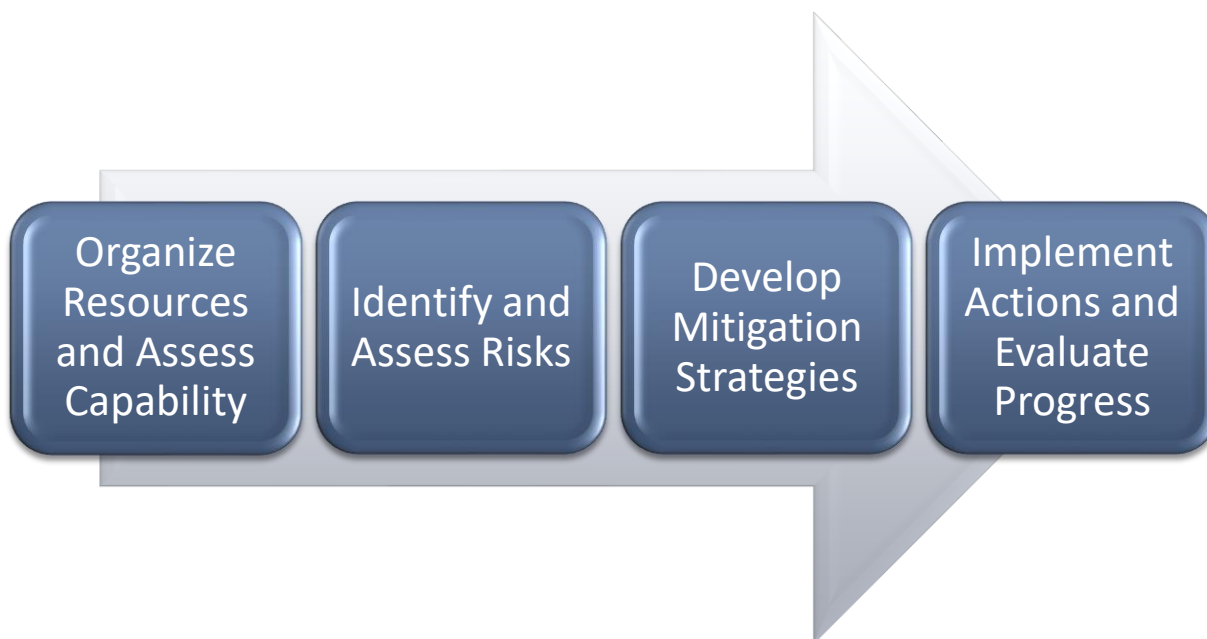 Organize
Resources
and Assess
Capability
Identify and
Assess Risks
Develop
Mitigation
Strategies
Implement
Actions and
Evaluate
Progress